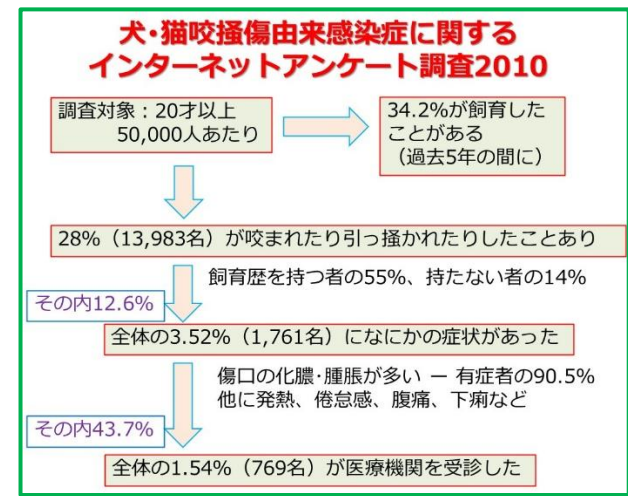 犬・猫咬掻傷由来感染症に関する
インターネットアンケート調査2010
調査対象:20才以上
50,000人あたり
34.2%が飼育した
ことがある
(過去5年の間に)
28%(13,983名)が咬まれたり引っ掻かれたりしたことあり
飼育歴を持つ者の55%、持たない者の14%
その内12.6%
全体の3.52%(1,761名)になにかの症状があった
傷口の化膿・腫脹が多い ー 有症者の90.5%
他に発熱、倦怠感、腹痛、下痢など
その内43.7%
全体の1.54%(769名)が医療機関を受診した